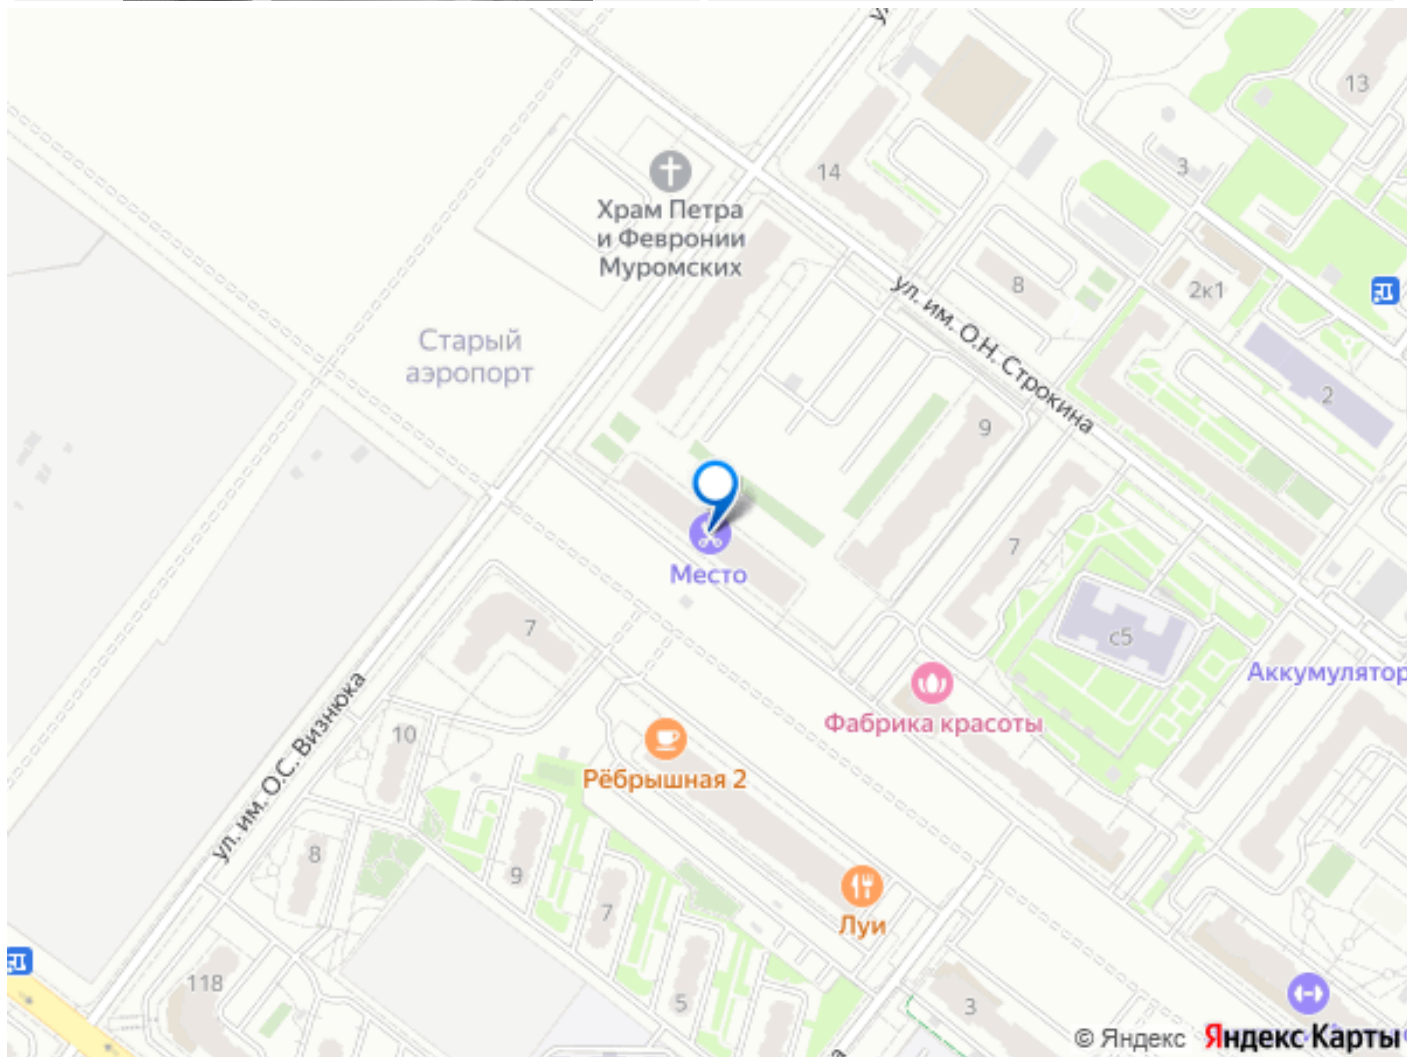 13
3
14
Храм Петра
и Февронии
Муромских
8
2к1
ул. им. О.Н. Строкина
Старый
аэропорт
2
9
7
Место
7
с5
Аккумулятор
Фабрика красоты
10
Рёбрышная 2
ул. им. О.С. Визнюка
8
9
7
Луи
118
5
3
© Яндекс Яндекс Карты